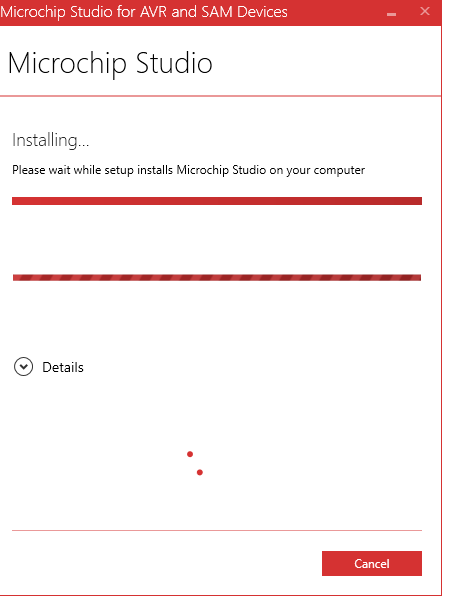 Microchip Studio for AVR and SAM Devices
Microchip Studio
Installing...
Please wait while setup installs Microchip Studio on your computer
Details
Cancel